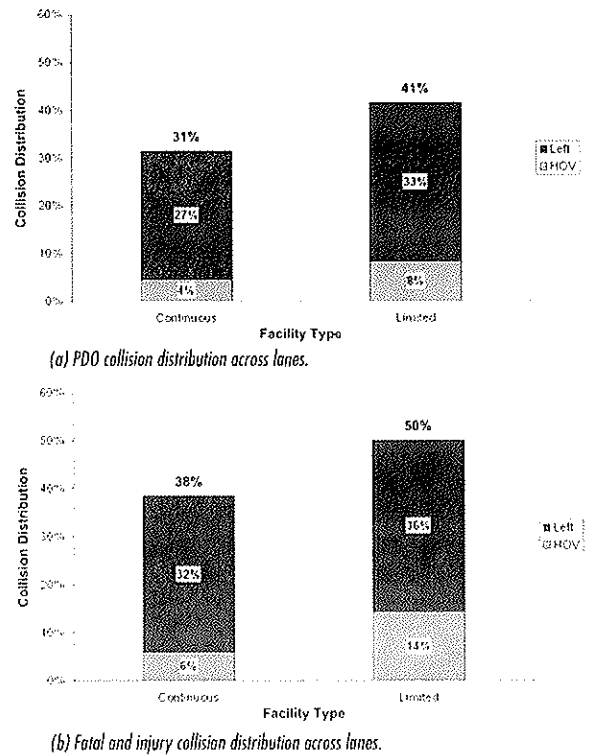 60%
50%
40%
30%
20%
10%
0%
Collision Distribution
31%
27%
4%
41%
33%
8%
Left
HOV
Continuous
Limited
Facility Type
(a) PDO collision distribution across lanes.
60%
50%
40%
30%
20%
10%
0%
Collision Distribution
38%
32%
6%
50%
36%
14%
Left
HOV
Continuous
Limited
Facility Type
(b) Fatal and injury collision distribution across lanes.